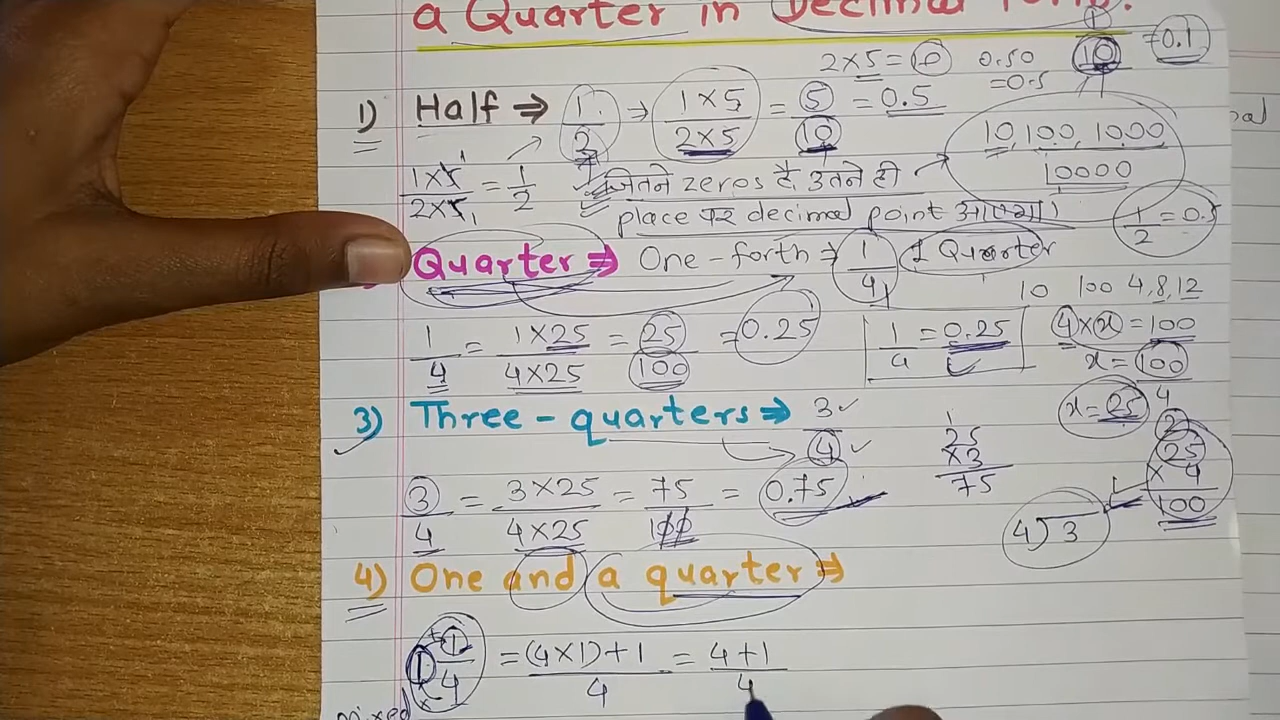 a Quarter in Decimal form.
2×5=10 0.50 =0.5
1/10 =0.1
1) Half ⇒ 1/2 → 1×5/2×5 = 5/10 = 0.5
10,100,1000
10000
1×5/2×5 = 1/2
जितने zeros है उतने ही
place पर decimal point आएगा।
1/2 = 0.5
Quarter ⇒ One-forth ⇒ 1/4 1 Quarter
10 100 4,8,12
1/4 = 1×25/4×25 = 25/100 = 0.25
1/4 = 0.25
4×x = 100
x = 100/4
x = 25
3) Three-quarters ⇒ 3/4
25
×3
75
2
25
× 4
100
3/4 = 3×25/4×25 = 75/100 = 0.75
4)3
4) One and a quarter ⇒
1 1/4 = (4×1)+1/4 = 4+1/4
mixed